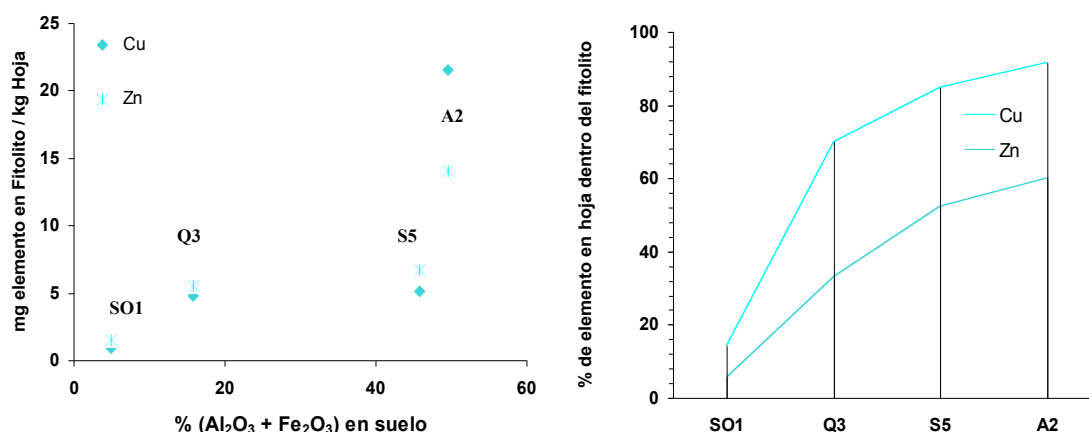 mg elemento en Fitolito / kg Hoja
25
20
15
10
5
0
Cu
Zn
A2
Q3
S5
SO1
0 20 40 60
% (Al₂O₃ + Fe₂O₃) en suelo
% de elemento en hoja dentro del fitolito
100
80
60
40
20
0
Cu
Zn
SO1 Q3 S5 A2